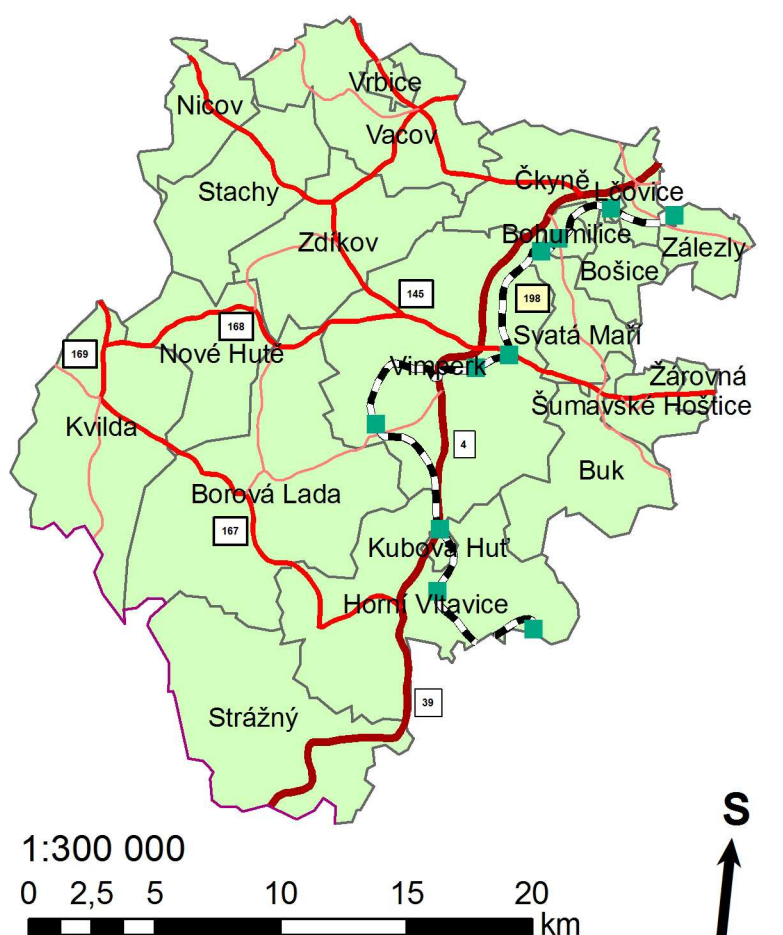 Vrbice
Nicov
Vacov
Čkyně
Stachy
Lčovice
Zdíkov
Bohumilice
Zálezly
Bošice
145
198
168
Svatá Maří
169
Nové Hutě
Vimperk
Žárovná
Šumavské Hoštice
Kvilda
4
Buk
Borová Lada
167
Kubova Huť
Horní Vltavice
39
Strážný
S
1:300 000
0 2,5 5 10 15 20
km